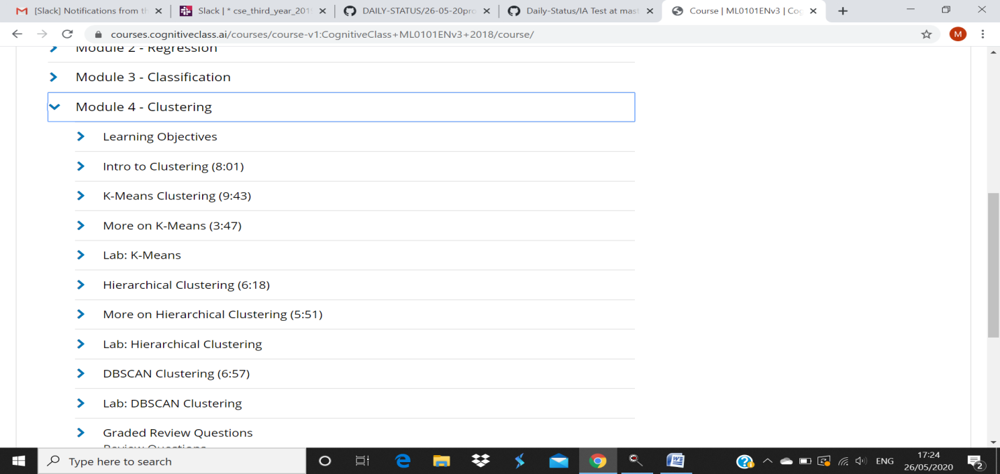 [Slack] Notifications from th
Slack | * cse_third_year_201
DAILY-STATUS/26-05-20pro
Daily-Status/IA Test at mast
Course | ML0101ENv3 | Cog
M
courses.cognitiveclass.ai/courses/course-v1:CognitiveClass+ML0101ENv3+2018/course/
Module 2 - Regression
Module 3 - Classification
Module 4 - Clustering
Learning Objectives
Intro to Clustering (8:01)
K-Means Clustering (9:43)
More on K-Means (3:47)
Lab: K-Means
Hierarchical Clustering (6:18)
More on Hierarchical Clustering (5:51)
Lab: Hierarchical Clustering
DBSCAN Clustering (6:57)
Lab: DBSCAN Clustering
Graded Review Questions
Review Questions
Type here to search
ENG
17:24
26/05/2020
2